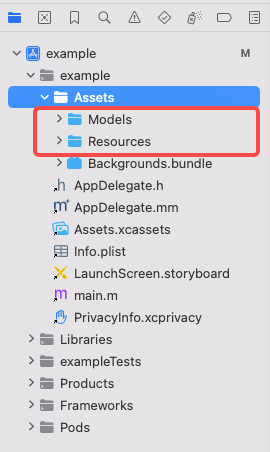 example
M
example
Assets
Models
Resources
Backgrounds.bundle
h AppDelegate.h
m AppDelegate.mm
Assets.xcassets
Info.plist
LaunchScreen.storyboard
m main.m
PrivacyInfo.xcprivacy
Libraries
exampleTests
Products
Frameworks
Pods